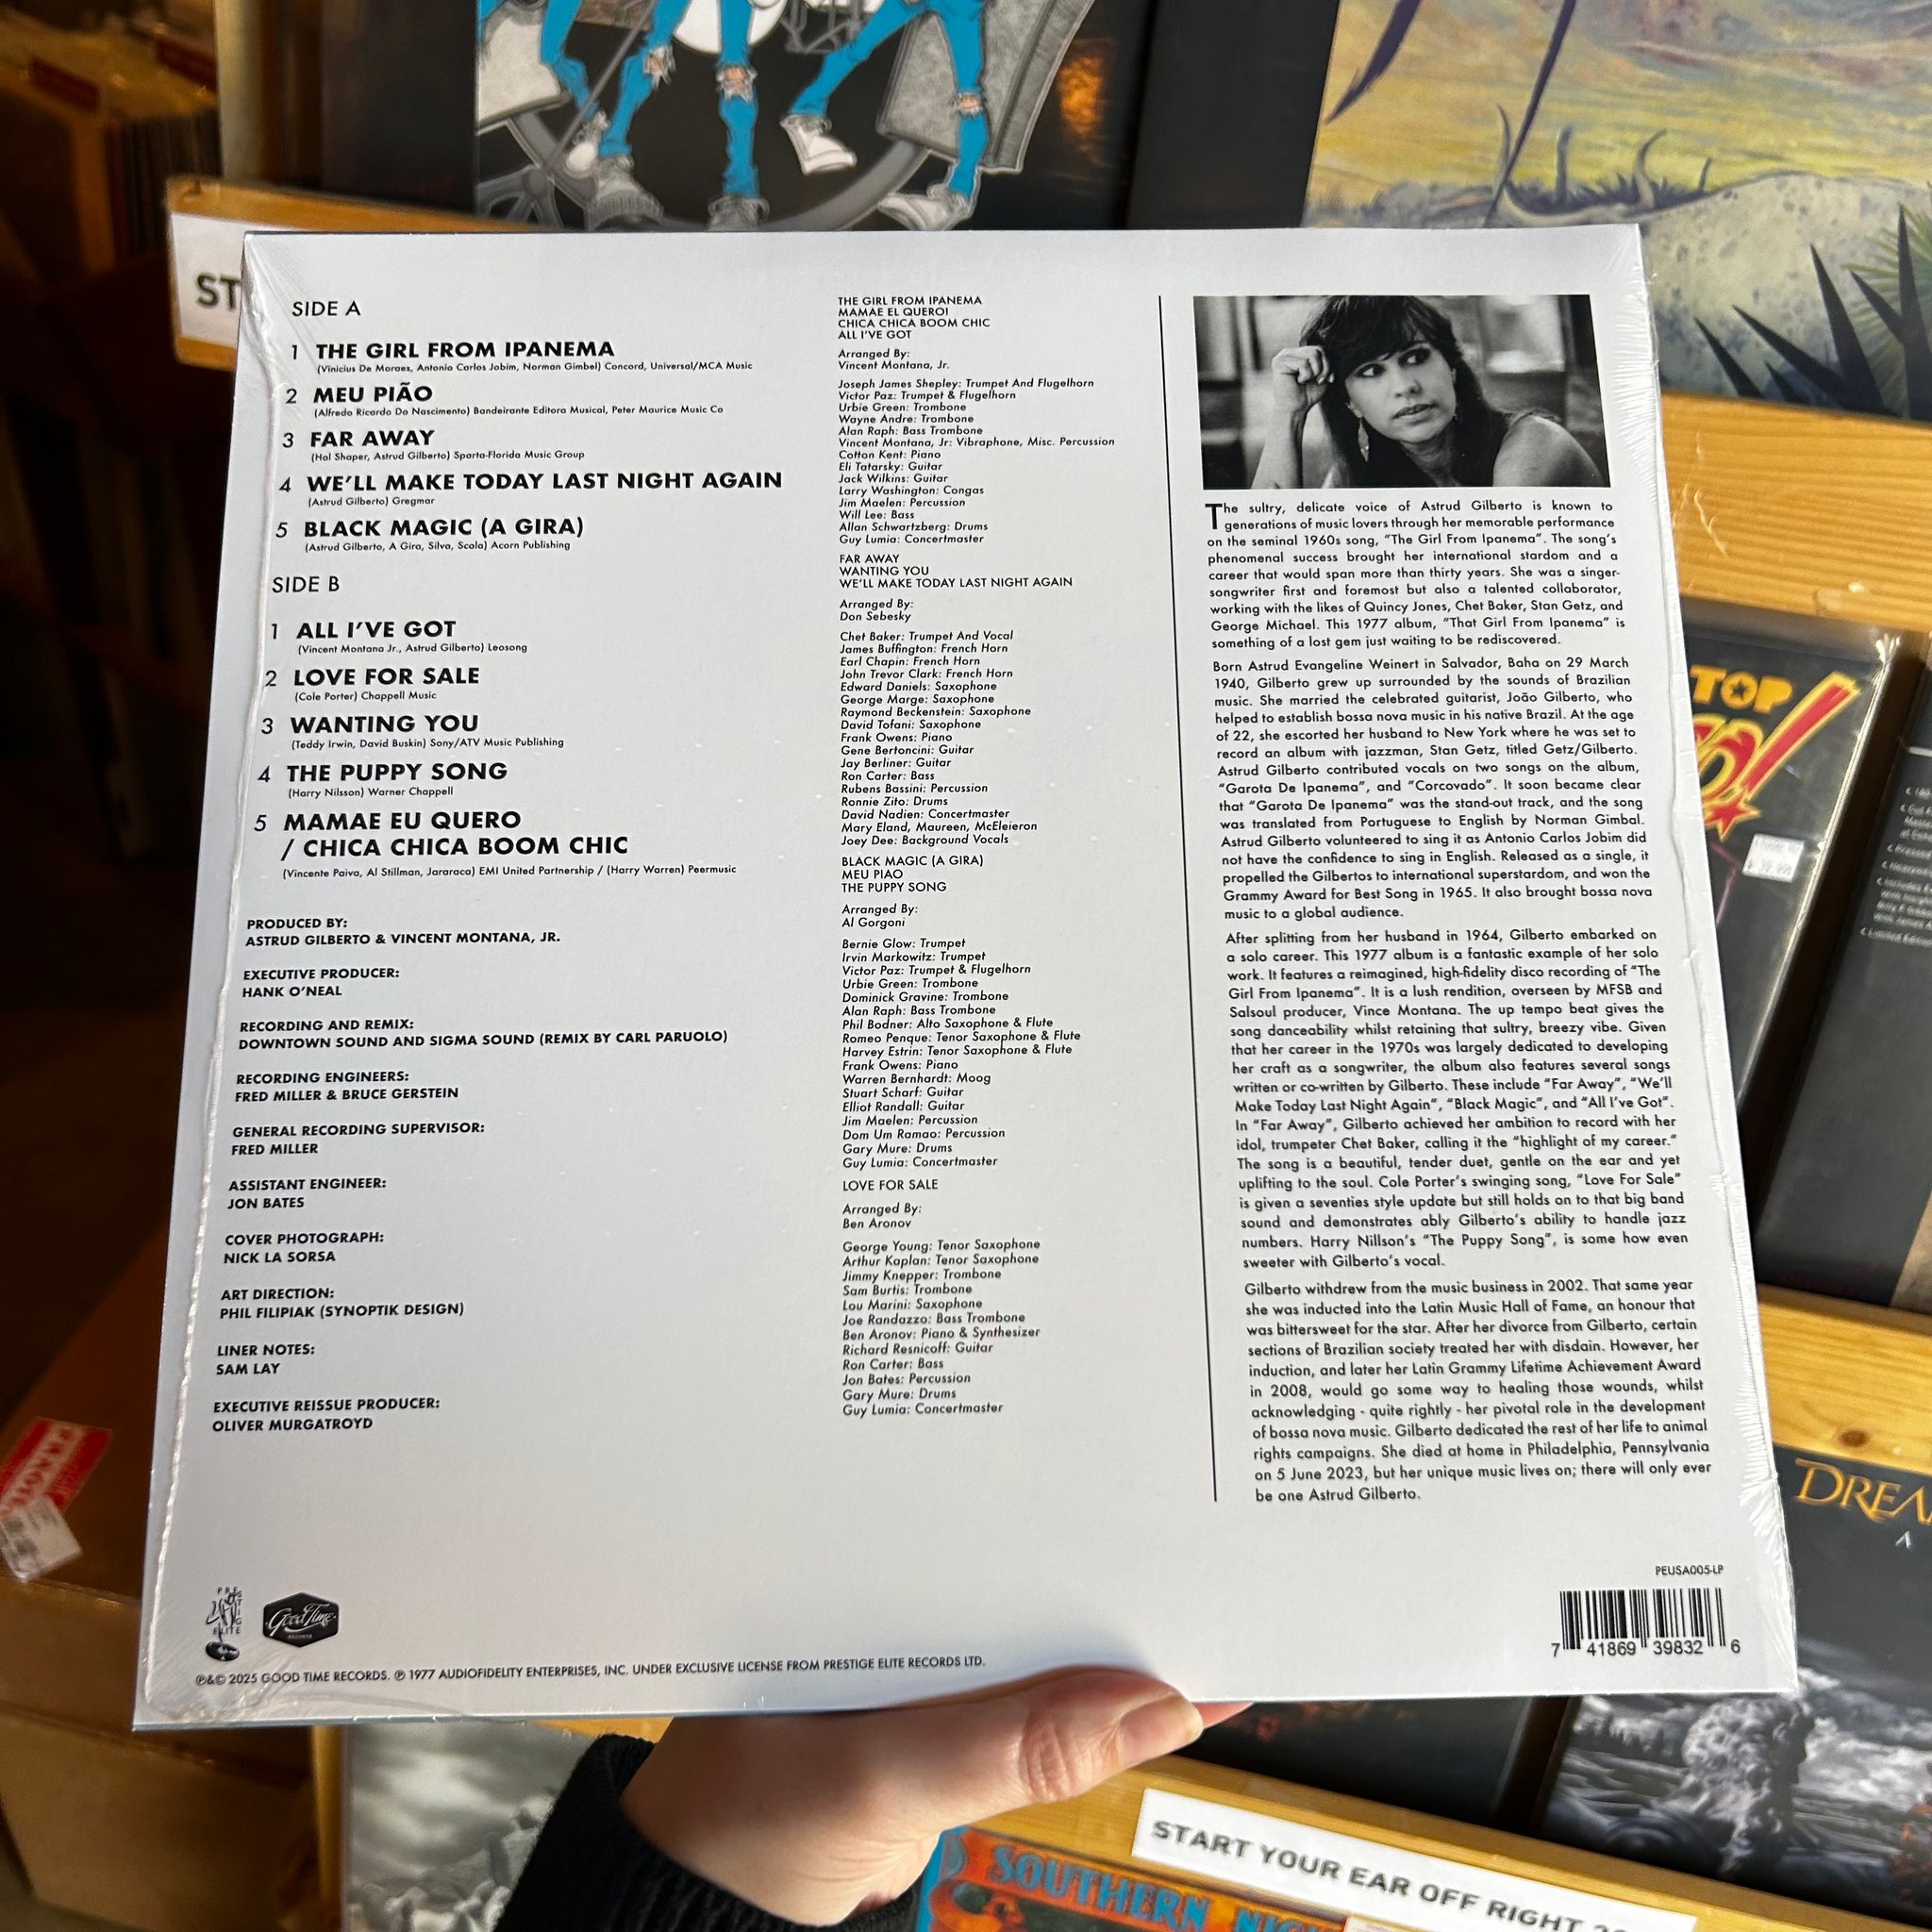 ST
SIDE A
1 THE GIRL FROM IPANEMA
(Vinicius De Moraes, Antonio Carlos Jobim, Norman Gimbel) Concord, Universal/MCA Music
2 MEU PIÃO
(Alfredo Ricardo Do Nascimento) Bandeirante Editora Musical, Peter Maurice Music Co
3 FAR AWAY
(Hal Shaper, Astrud Gilberto) Sparta-Florida Music Group
4 WE'LL MAKE TODAY LAST NIGHT AGAIN
(Astrud Gilberto) Gregmar
5 BLACK MAGIC (A GIRA)
(Astrud Gilberto, A Gira, Silva, Scala) Acorn Publishing
SIDE B
1 ALL I'VE GOT
(Vincent Montana Jr., Astrud Gilberto) Leosong
2 LOVE FOR SALE
(Cole Porter) Chappell Music
3 WANTING YOU
(Teddy Irwin, David Buskin) Sony/ATV Music Publishing
4 THE PUPPY SONG
(Harry Nilsson) Warner Chappell
5 MAMAE EU QUERO
/ CHICA CHICA BOOM CHIC
(Vincente Paiva, Al Stillman, Jararaca) EMI United Partnership / (Harry Warren) Peermusic
PRODUCED BY:
ASTRUD GILBERTO & VINCENT MONTANA, JR.
EXECUTIVE PRODUCER:
HANK O'NEAL
RECORDING AND REMIX:
DOWNTOWN SOUND AND SIGMA SOUND (REMIX BY CARL PARUOLO)
RECORDING ENGINEERS:
FRED MILLER & BRUCE GERSTEIN
GENERAL RECORDING SUPERVISOR:
FRED MILLER
ASSISTANT ENGINEER:
JON BATES
COVER PHOTOGRAPH:
NICK LA SORSA
ART DIRECTION:
PHIL FILIPIAK (SYNOPTIK DESIGN)
LINER NOTES:
SAM LAY
EXECUTIVE REISSUE PRODUCER:
OLIVER MURGATROYD
THE GIRL FROM IPANEMA
MAMAE EL QUERO!
CHICA CHICA BOOM CHIC
ALL I'VE GOT
Arranged By:
Vincent Montana, Jr.
Joseph James Shepley: Trumpet And Flugelhorn
Victor Paz: Trumpet & Flugelhorn
Urbie Green: Trombone
Wayne Andre: Trombone
Alan Raph: Bass Trombone
Vincent Montana, Jr: Vibraphone, Misc. Percussion
Cotton Kent: Piano
Eli Tatarsky: Guitar
Jack Wilkins: Guitar
Larry Washington: Congas
Jim Maelen: Percussion
Will Lee: Bass
Allan Schwartzberg: Drums
Guy Lumia: Concertmaster
FAR AWAY
WANTING YOU
WE'LL MAKE TODAY LAST NIGHT AGAIN
Arranged By:
Don Sebesky
Chet Baker: Trumpet And Vocal
James Buffington: French Horn
Earl Chapin: French Horn
John Trevor Clark: French Horn
Edward Daniels: Saxophone
George Marge: Saxophone
Raymond Beckenstein: Saxophone
David Tofani: Saxophone
Frank Owens: Piano
Gene Bertoncini: Guitar
Jay Berliner: Guitar
Ron Carter: Bass
Rubens Bassini: Percussion
Ronnie Zito: Drums
David Nadien: Concertmaster
Mary Eland, Maureen, McEleieron
Joey Dee: Background Vocals
BLACK MAGIC (A GIRA)
MEU PIAO
THE PUPPY SONG
Arranged By:
Al Gorgoni
Bernie Glow: Trumpet
Irvin Markowitz: Trumpet
Victor Paz: Trumpet & Flugelhorn
Urbie Green: Trombone
Dominick Gravine: Trombone
Alan Raph: Bass Trombone
Phil Bodner: Alto Saxophone & Flute
Romeo Penque: Tenor Saxophone & Flute
Harvey Estrin: Tenor Saxophone & Flute
Frank Owens: Piano
Warren Bernhardt: Moog
Stuart Scharf: Guitar
Elliot Randall: Guitar
Jim Maelen: Percussion
Dom Um Ramao: Percussion
Gary Mure: Drums
Guy Lumia: Concertmaster
LOVE FOR SALE
Arranged By:
Ben Aronov
George Young: Tenor Saxophone
Arthur Kaplan: Tenor Saxophone
Jimmy Knepper: Trombone
Sam Burtis: Trombone
Lou Marini: Saxophone
Joe Randazzo: Bass Trombone
Ben Aronov: Piano & Synthesizer
Richard Resnicoff: Guitar
Ron Carter: Bass
Jon Bates: Percussion
Gary Mure: Drums
Guy Lumia: Concertmaster
The sultry, delicate voice of Astrud Gilberto is known to
generations of music lovers through her memorable performance
on the seminal 1960s song, "The Girl From Ipanema". The song's
phenomenal success brought her international stardom and a
career that would span more than thirty years. She was a singer-
songwriter first and foremost but also a talented collaborator,
working with the likes of Quincy Jones, Chet Baker, Stan Getz, and
George Michael. This 1977 album, "That Girl From Ipanema" is
something of a lost gem just waiting to be rediscovered.
Born Astrud Evangeline Weinert in Salvador, Baha on 29 March
1940, Gilberto grew up surrounded by the sounds of Brazilian
music. She married the celebrated guitarist, João Gilberto, who
helped to establish bossa nova music in his native Brazil. At the age
of 22, she escorted her husband to New York where he was set to
record an album with jazzman, Stan Getz, titled Getz/Gilberto.
Astrud Gilberto contributed vocals on two songs on the album,
"Garota De Ipanema", and "Corcovado". It soon became clear
that "Garota De Ipanema" was the stand-out track, and the song
was translated from Portuguese to English by Norman Gimbal.
Astrud Gilberto volunteered to sing it as Antonio Carlos Jobim did
not have the confidence to sing in English. Released as a single, it
propelled the Gilbertos to international superstardom, and won the
Grammy Award for Best Song in 1965. It also brought bossa nova
music to a global audience.
After splitting from her husband in 1964, Gilberto embarked on
a solo career. This 1977 album is a fantastic example of her solo
work. It features a reimagined, high-fidelity disco recording of "The
Girl From Ipanema". It is a lush rendition, overseen by MFSB and
Salsoul producer, Vince Montana. The up tempo beat gives the
song danceability whilst retaining that sultry, breezy vibe. Given
that her career in the 1970s was largely dedicated to developing
her craft as a songwriter, the album also features several songs
written or co-written by Gilberto. These include "Far Away", "We'll
Make Today Last Night Again", "Black Magic", and "All I've Got".
In "Far Away", Gilberto achieved her ambition to record with her
idol, trumpeter Chet Baker, calling it the "highlight of my career."
The song is a beautiful, tender duet, gentle on the ear and yet
uplifting to the soul. Cole Porter's swinging song, "Love For Sale"
is given a seventies style update but still holds on to that big band
sound and demonstrates ably Gilberto's ability to handle jazz
numbers. Harry Nillson's "The Puppy Song", is some how even
sweeter with Gilberto's vocal.
Gilberto withdrew from the music business in 2002. That same year
she was inducted into the Latin Music Hall of Fame, an honour that
was bittersweet for the star. After her divorce from Gilberto, certain
sections of Brazilian society treated her with disdain. However, her
induction, and later her Latin Grammy Lifetime Achievement Award
in 2008, would go some way to healing those wounds, whilst
acknowledging - quite rightly - her pivotal role in the development
of bossa nova music. Gilberto dedicated the rest of her life to animal
rights campaigns. She died at home in Philadelphia, Pennsylvania
on 5 June 2023, but her unique music lives on; there will only ever
be one Astrud Gilberto.
PEUSA005-LP
7 41869 39832 6
PRESTIGE
ELITE
Good Time
RECORDS
℗&© 2025 GOOD TIME RECORDS. ℗ 1977 AUDIOFIDELITY ENTERPRISES, INC. UNDER EXCLUSIVE LICENSE FROM PRESTIGE ELITE RECORDS LTD.
TOP
DREA
A
START YOUR EAR OFF RIGHT
SOUTHERN NIGH